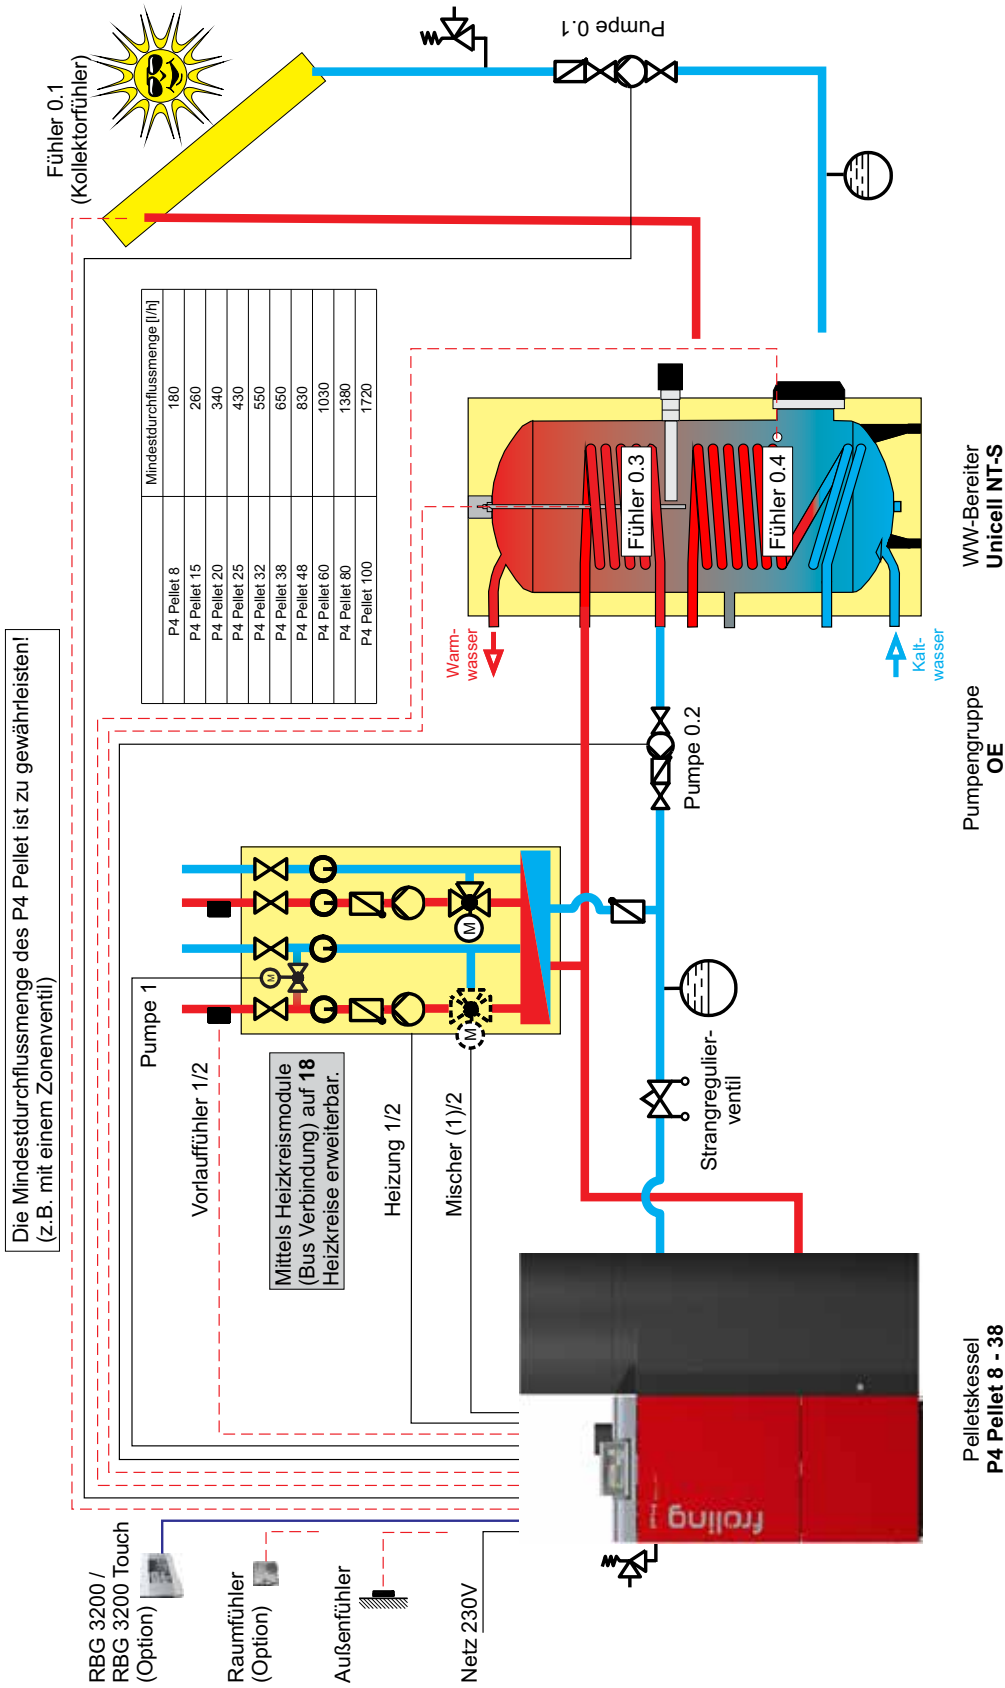 Die Mindestdurchflussmenge des P4 Pellet ist zu gewährleisten!
(z.B. mit einem Zonenventil)
RBG 3200 /
RBG 3200 Touch
(Option)
Raumfühler
(Option)
Außenfühler
Netz 230V
Vorlauffühler 1/2
Pumpe 1
Mittels Heizkreismodule
(Bus Verbindung) auf 18
Heizkreise erweiterbar.
Heizung 1/2
Mischer (1)/2
M
M
M
Mindestdurchflussmenge [l/h]
P4 Pellet 8 180
P4 Pellet 15 260
P4 Pellet 20 340
P4 Pellet 25 430
P4 Pellet 32 550
P4 Pellet 38 650
P4 Pellet 48 830
P4 Pellet 60 1030
P4 Pellet 80 1380
P4 Pellet 100 1720
Fühler 0.1
(Kollektorfühler)
Pumpe 0.1
Warm-
wasser
Fühler 0.3
Fühler 0.4
Kalt-
wasser
Pumpe 0.2
Strangregulier-
ventil
froling
Pelletskessel
P4 Pellet 8 - 38
Pumpengruppe
OE
WW-Bereiter
Unicell NT-S